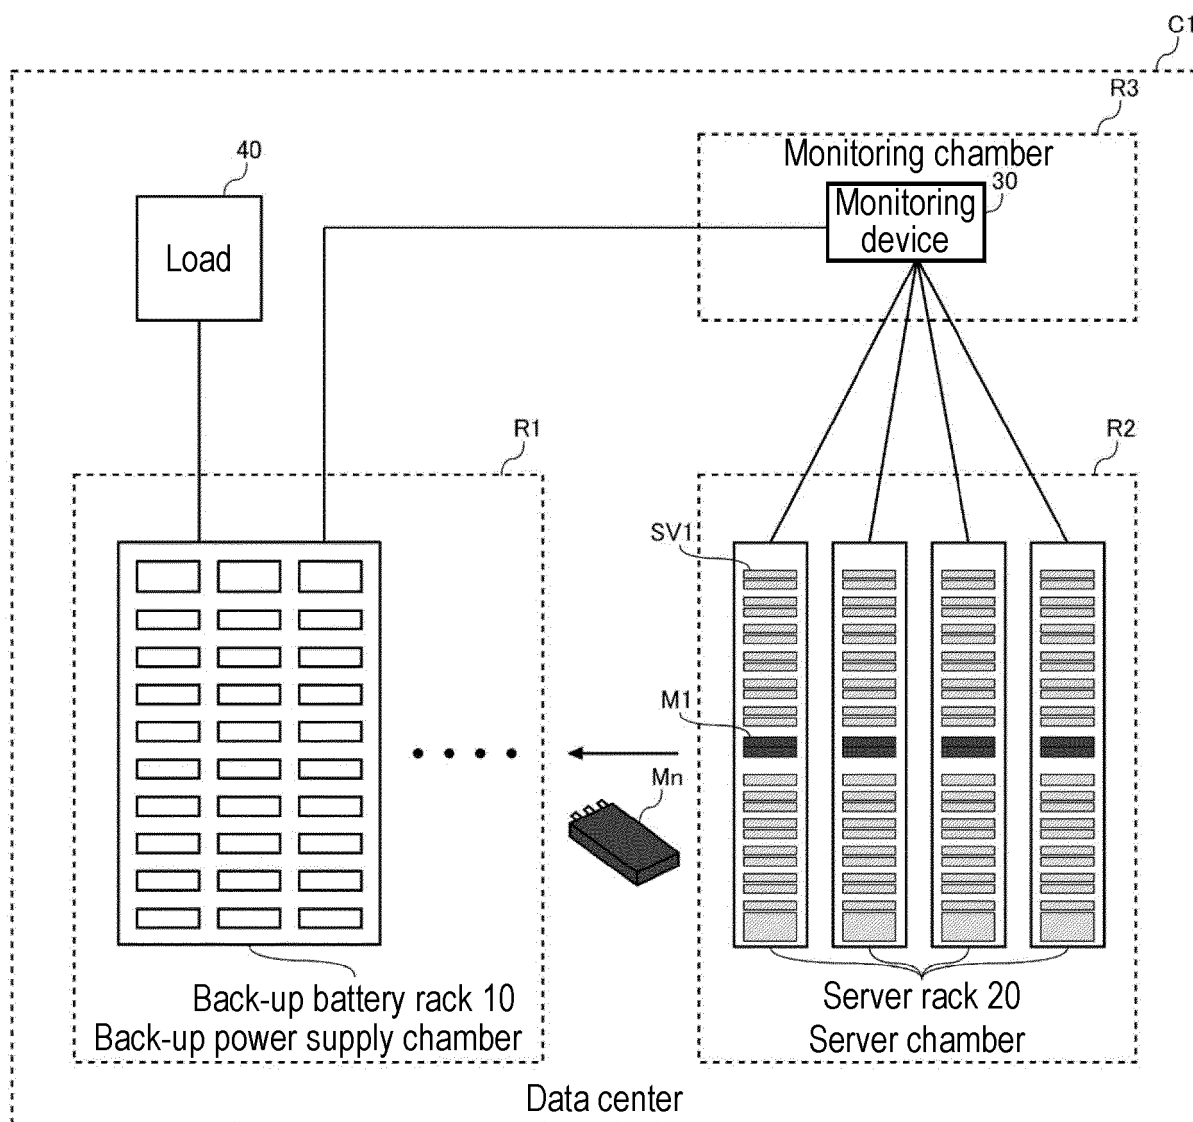 C1
R3
Monitoring chamber
30
Monitoring
device
40
Load
R1
R2
SV1
M1
Mn
Back-up battery rack 10
Back-up power supply chamber
Server rack 20
Server chamber
Data center